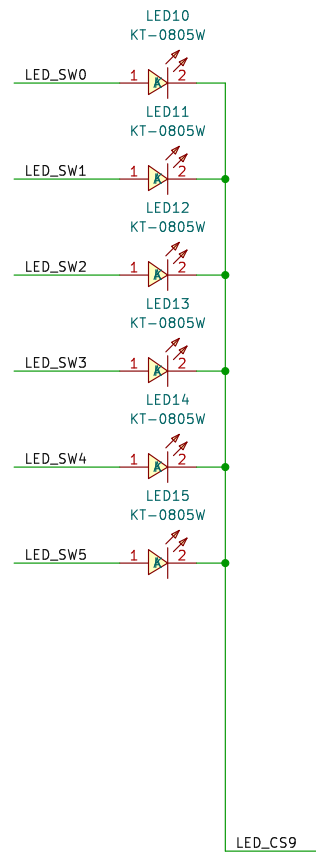 LED10
KT-0805W
LED_SW0 1 A 2
LED11
KT-0805W
LED_SW1 1 A 2
LED12
KT-0805W
LED_SW2 1 A 2
LED13
KT-0805W
LED_SW3 1 A 2
LED14
KT-0805W
LED_SW4 1 A 2
LED15
KT-0805W
LED_SW5 1 A 2
LED_CS9